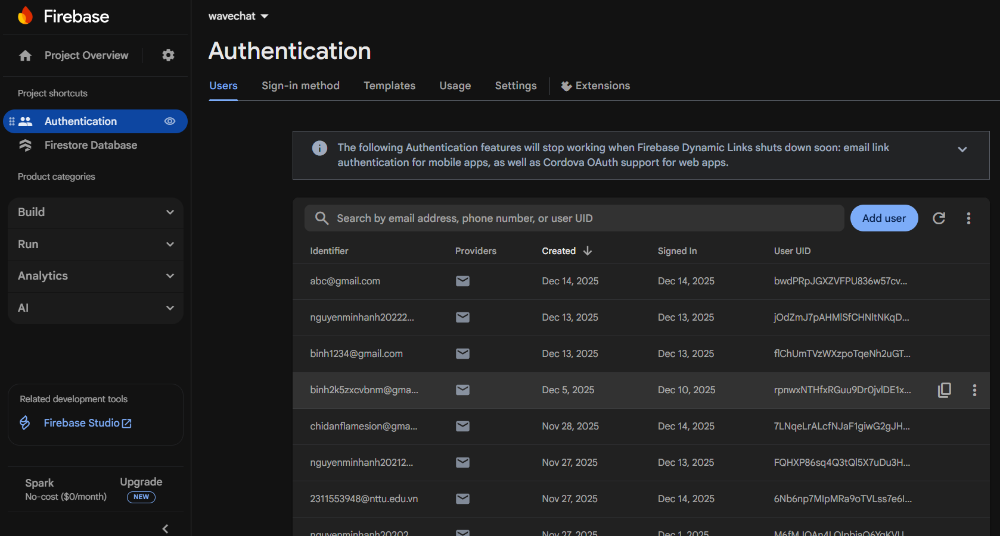 Firebase
wavechat
Project Overview
Authentication
Users
Sign-in method
Templates
Usage
Settings
Extensions
Project shortcuts
Authentication
Firestore Database
Product categories
Build
Run
Analytics
AI
Related development tools
Firebase Studio
Spark
No-cost ($0/month)
Upgrade
NEW
The following Authentication features will stop working when Firebase Dynamic Links shuts down soon: email link
authentication for mobile apps, as well as Cordova OAuth support for web apps.
Search by email address, phone number, or user UID
Add user
Identifier Providers Created Signed In User UID
abc@gmail.com Dec 14, 2025 Dec 14, 2025 bwdPRpJGXZVFPU836w57cv...
nguyenminhanh20222... Dec 13, 2025 Dec 13, 2025 jOdZmJ7pAHMlSfCHNltNKqD...
binh1234@gmail.com Dec 13, 2025 Dec 13, 2025 flChUmTVzWXzpoTqeNh2uGT...
binh2k5zxcvbnm@gma... Dec 5, 2025 Dec 10, 2025 rpnwxNTHfxRGuu9Dr0jvlDE1x...
chidanflamesion@gma... Nov 28, 2025 Dec 14, 2025 7LNqeLrALcfNJaF1giwG2gJH...
nguyenminhanh20212... Nov 27, 2025 Dec 13, 2025 FQHXP86sq4Q3tQl5X7uDu3H...
2311553948@nttu.edu.vn Nov 27, 2025 Dec 14, 2025 6Nb6np7MlpMRa9oTVLss7e6l...
nguyenminhanh20202 Nov 27, 2025 Dec 1, 2025